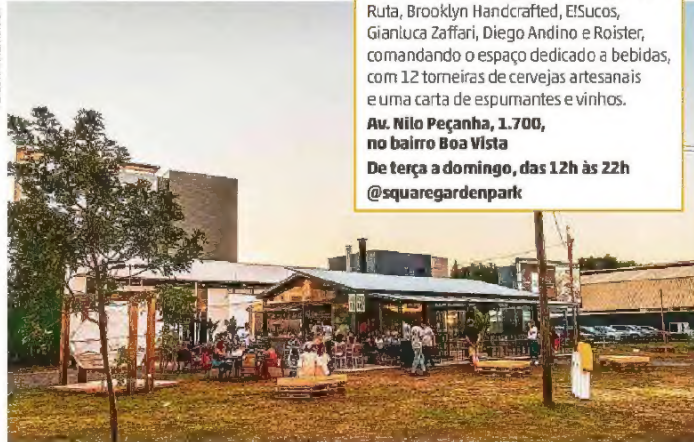 Ruta, Brooklyn Handcrafted, E!Sucos,
Gianluca Zaffari, Diego Andino e Roister,
comandando o espaço dedicado a bebidas,
com 12 torneiras de cervejas artesanais
e uma carta de espumantes e vinhos.
Av. Nilo Peçanha, 1.700,
no bairro Boa Vista
De terça a domingo, das 12h às 22h
@squaregardenpark